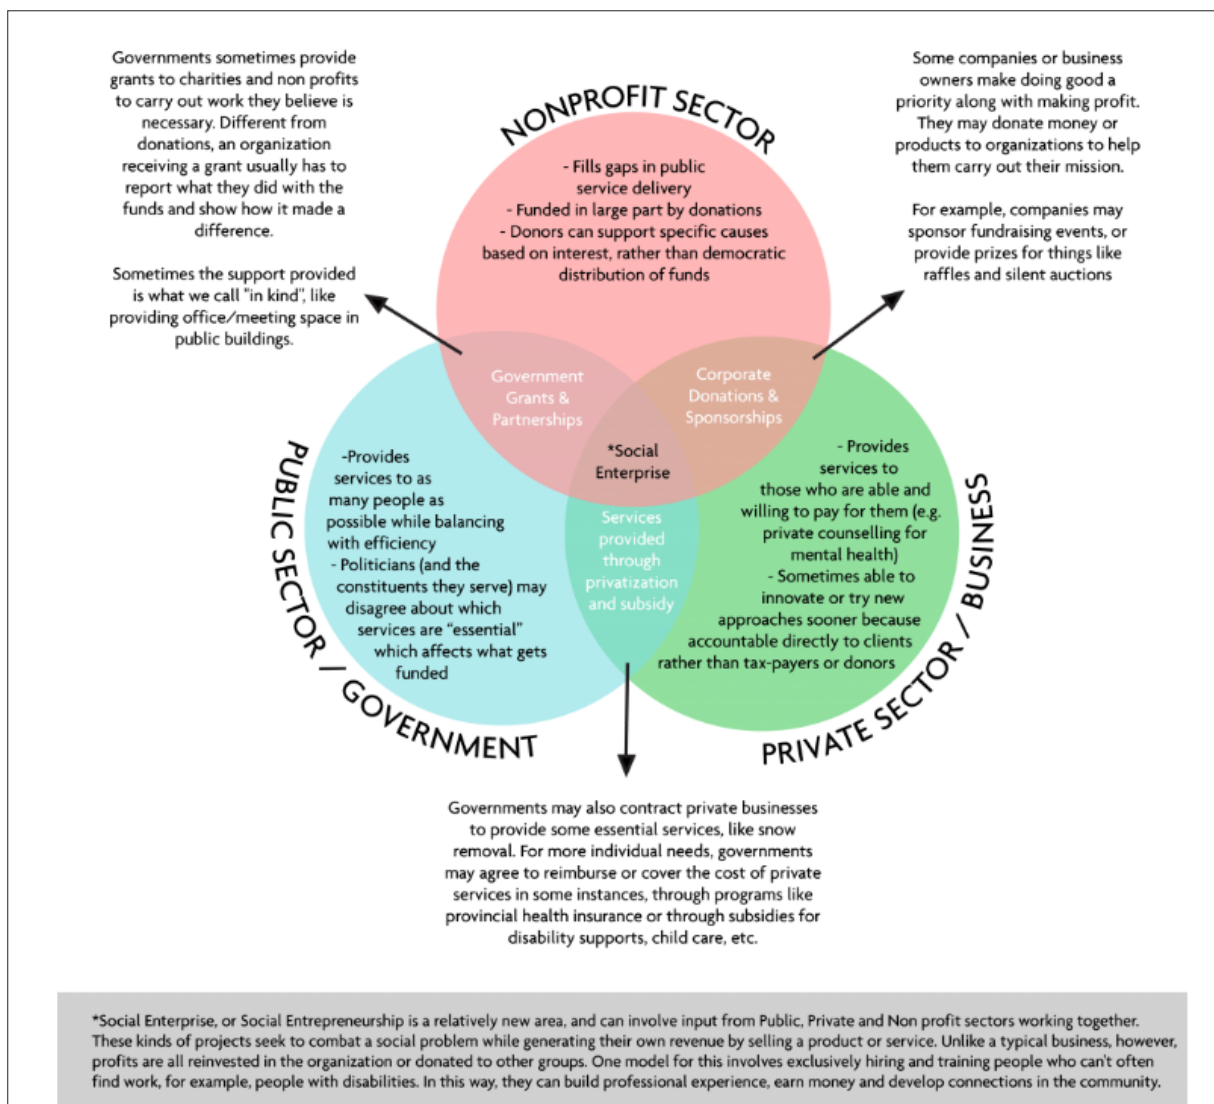 Governments sometimes provide
grants to charities and non profits
to carry out work they believe is
necessary. Different from
donations, an organization
receiving a grant usually has to
report what they did with the
funds and show how it made a
difference.
Sometimes the support provided
is what we call "in kind", like
providing office/meeting space in
public buildings.
NONPROFIT SECTOR
- Fills gaps in public
service delivery
- Funded in large part by donations
- Donors can support specific causes
based on interest, rather than democratic
distribution of funds
Some companies or business
owners make doing good a
priority along with making profit.
They may donate money or
products to organizations to help
them carry out their mission.
For example, companies may
sponsor fundraising events, or
provide prizes for things like
raffles and silent auctions
Government
Grants &
Partnerships
Corporate
Donations &
Sponsorships
*Social
Enterprise
PUBLIC SECTOR / GOVERNMENT
-Provides
services to as
many people as
possible while balancing
with efficiency
- Politicians (and the
constituents they serve) may
disagree about which
services are "essential"
which affects what gets
funded
Services
provided
through
privatization
and subsidy
- Provides
services to
those who are able and
willing to pay for them (e.g.
private counselling for
mental health)
- Sometimes able to
innovate or try new
approaches sooner because
accountable directly to clients
rather than tax-payers or donors
PRIVATE SECTOR / BUSINESS
Governments may also contract private businesses
to provide some essential services, like snow
removal. For more individual needs, governments
may agree to reimburse or cover the cost of private
services in some instances, through programs like
provincial health insurance or through subsidies for
disability supports, child care, etc.
*Social Enterprise, or Social Entrepreneurship is a relatively new area, and can involve input from Public, Private and Non profit sectors working together.
These kinds of projects seek to combat a social problem while generating their own revenue by selling a product or service. Unlike a typical business, however,
profits are all reinvested in the organization or donated to other groups. One model for this involves exclusively hiring and training people who can't often
find work, for example, people with disabilities. In this way, they can build professional experience, earn money and develop connections in the community.